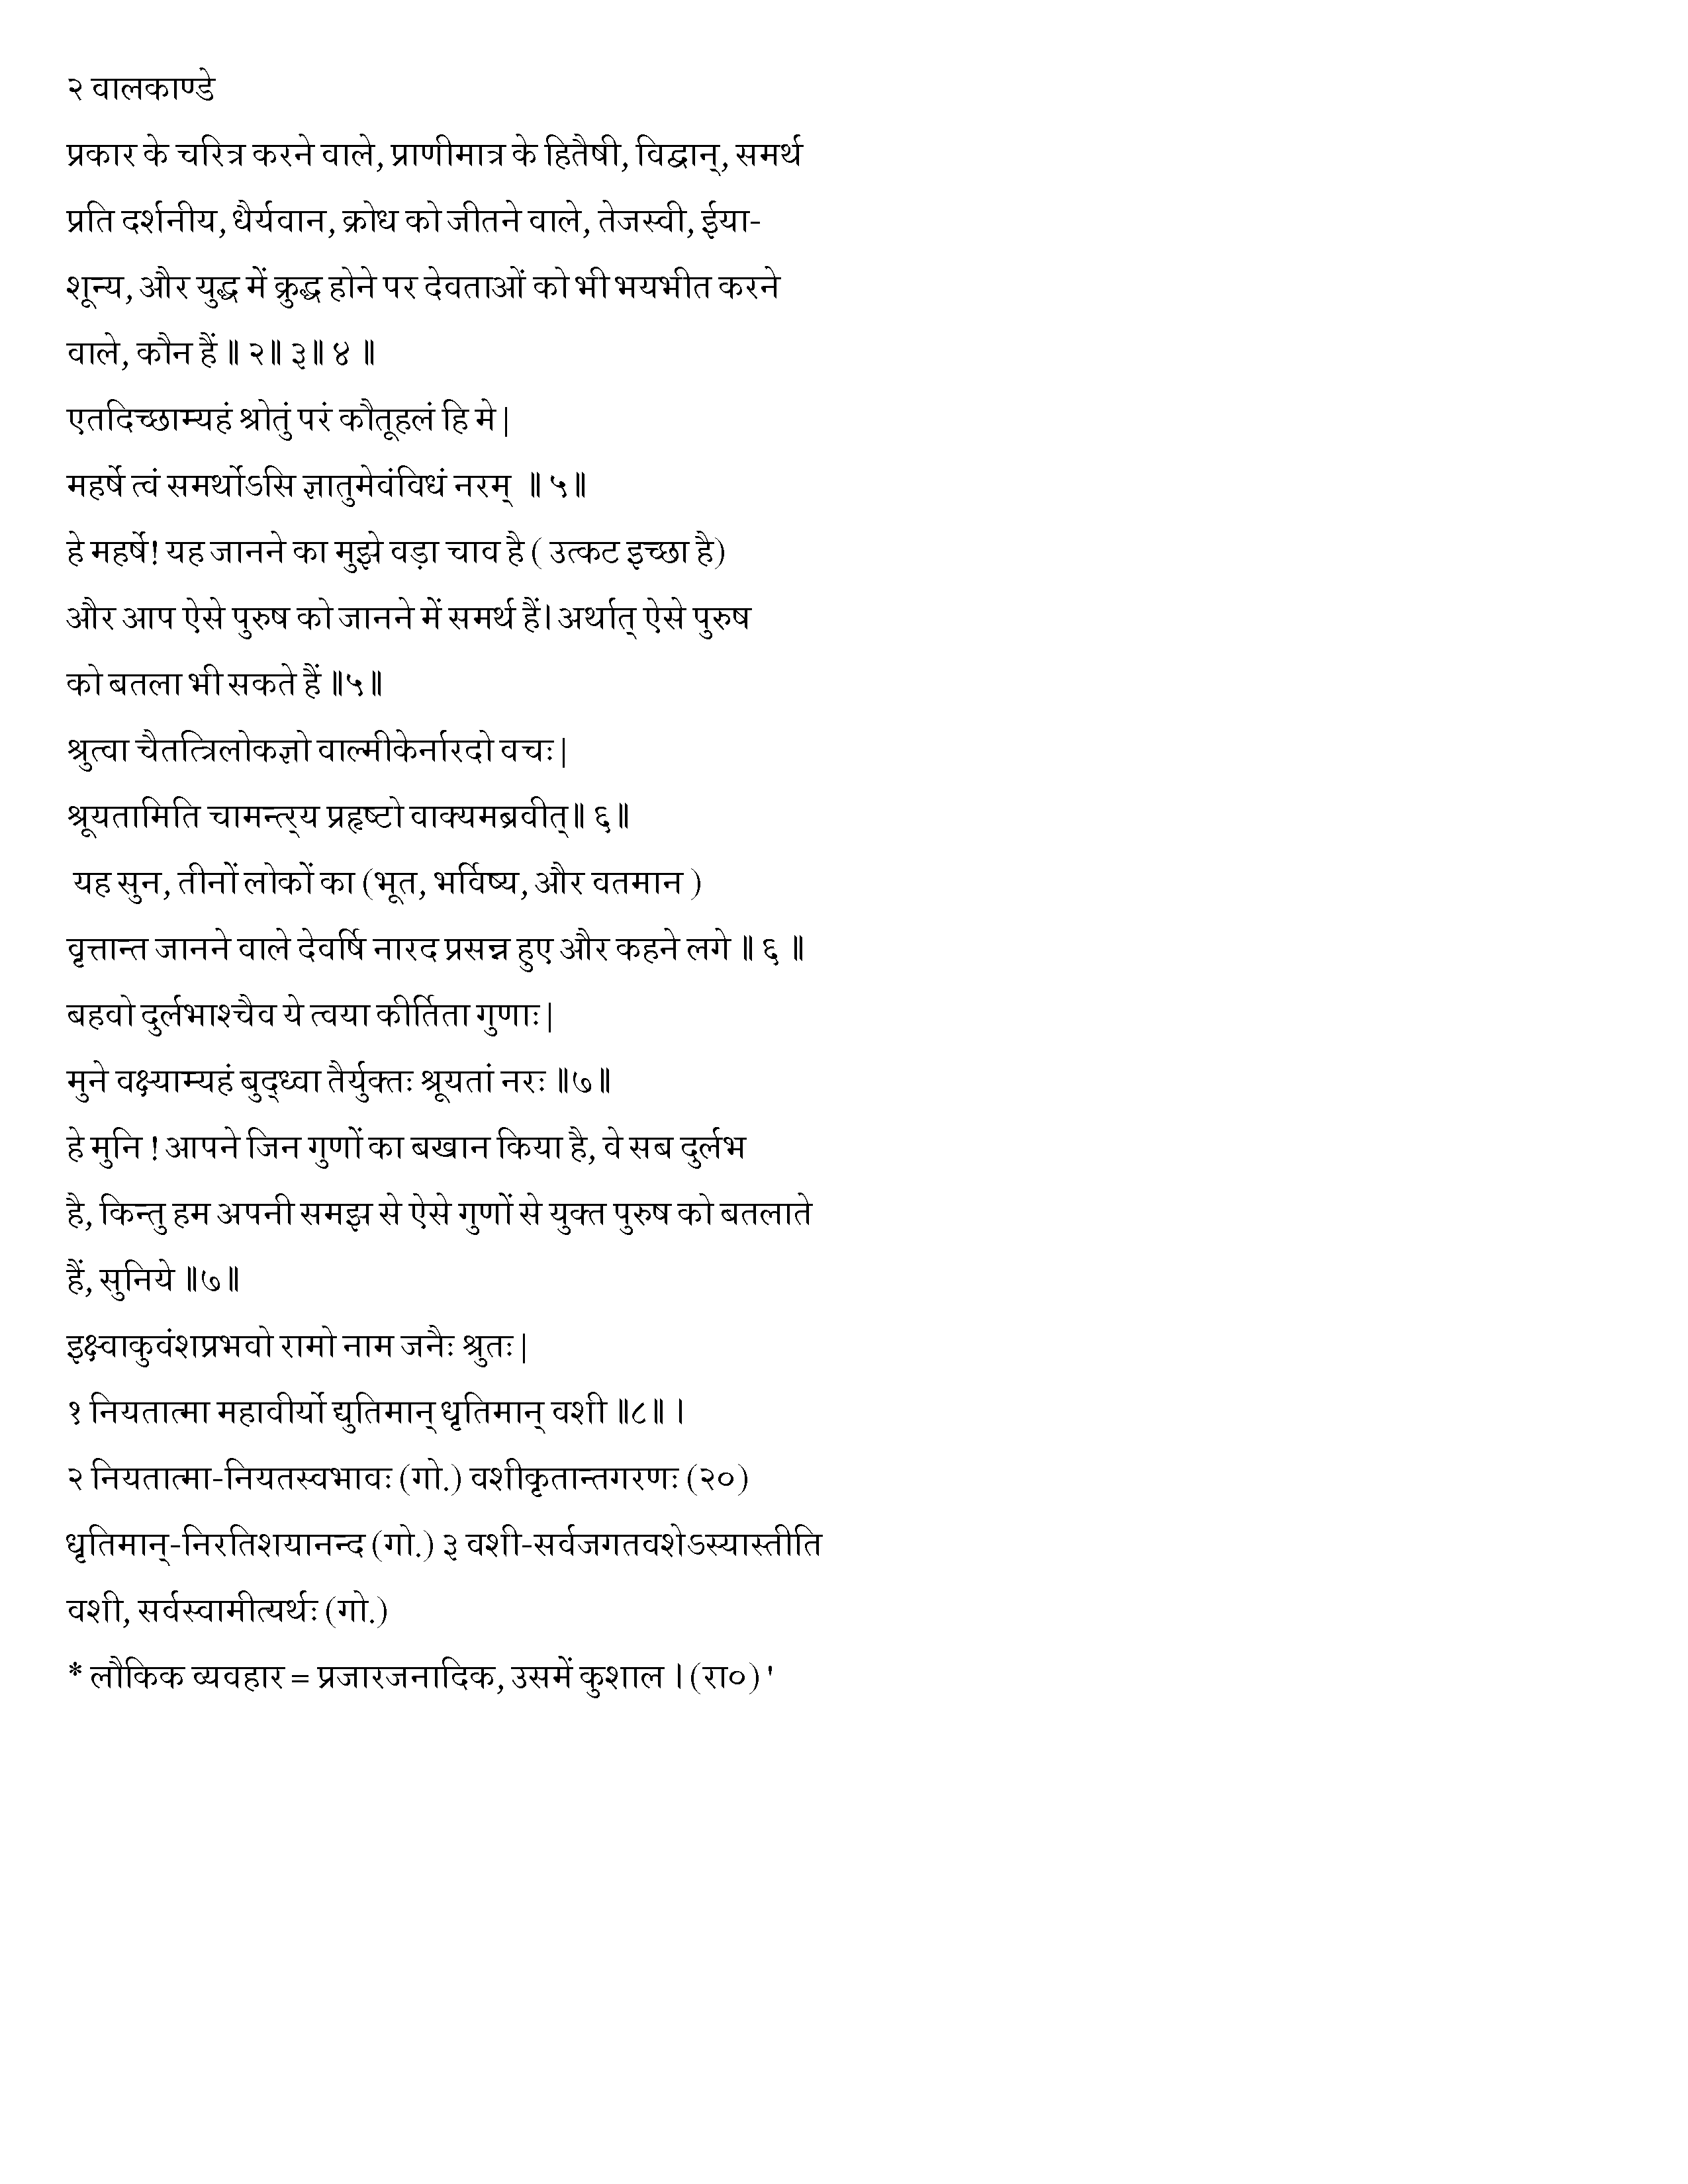 २ वालकाण्डे
प्रकार के चरित्र करने वाले, प्राणीमात्र के हितैषी, विद्वान्, समर्थ
प्रति दर्शनीय, धैर्यवान, क्रोध को जीतने वाले, तेजस्वी, ईया-
शून्य, और युद्ध में क्रुद्ध होने पर देवताओं को भी भयभीत करने
वाले, कौन हैं ॥ २॥ ३॥ ४ ॥
एतदिच्छाम्यहं श्रोतुं परं कौतूहलं हि मे|
महर्षे त्वं समर्थोऽसि ज्ञातुमेवंविधं नरम् ॥ ५॥
हे महर्षे! यह जानने का मुझे वड़ा चाव है ( उत्कट इच्छा है)
और आप ऐसे पुरुष को जानने में समर्थ हैं। अर्थात् ऐसे पुरुष
को बतला भी सकते हैं ॥५॥
श्रुत्वा चैतत्त्रिलोकज्ञो वाल्मीकेर्नारदो वचः|
श्रूयतामिति चामन्त्र्य प्रहृष्टो वाक्यमब्रवीत्॥ ६॥
यह सुन, तीनों लोकों का (भूत, भर्विष्य, और वतमान )
वृत्तान्त जानने वाले देवर्षि नारद प्रसन्न हुए और कहने लगे ॥ ६ ॥
बहवो दुर्लभाश्चैव ये त्वया कीर्तिता गुणाः|
मुने वक्ष्याम्यहं बुद्ध्वा तैर्युक्तः श्रूयतां नरः ॥७॥
हे मुनि ! आपने जिन गुणों का बखान किया है, वे सब दुर्लभ
है, किन्तु हम अपनी समझ से ऐसे गुणों से युक्त पुरुष को बतलाते
हैं, सुनिये ॥७॥
इक्ष्वाकुवंशप्रभवो रामो नाम जनैः श्रुतः|
१ नियतात्मा महावीर्यो द्युतिमान् धृतिमान् वशी ॥८॥ ।
२ नियतात्मा-नियतस्वभावः (गो.) वशीकृतान्तगरणः (२०)
धृतिमान्-निरतिशयानन्द (गो.) ३ वशी-सर्वजगतवशेऽस्यास्तीति
वशी, सर्वस्वामीत्यर्थः (गो.)
* लौकिक व्यवहार = प्रजारजनादिक, उसमें कुशाल । (रा०) '